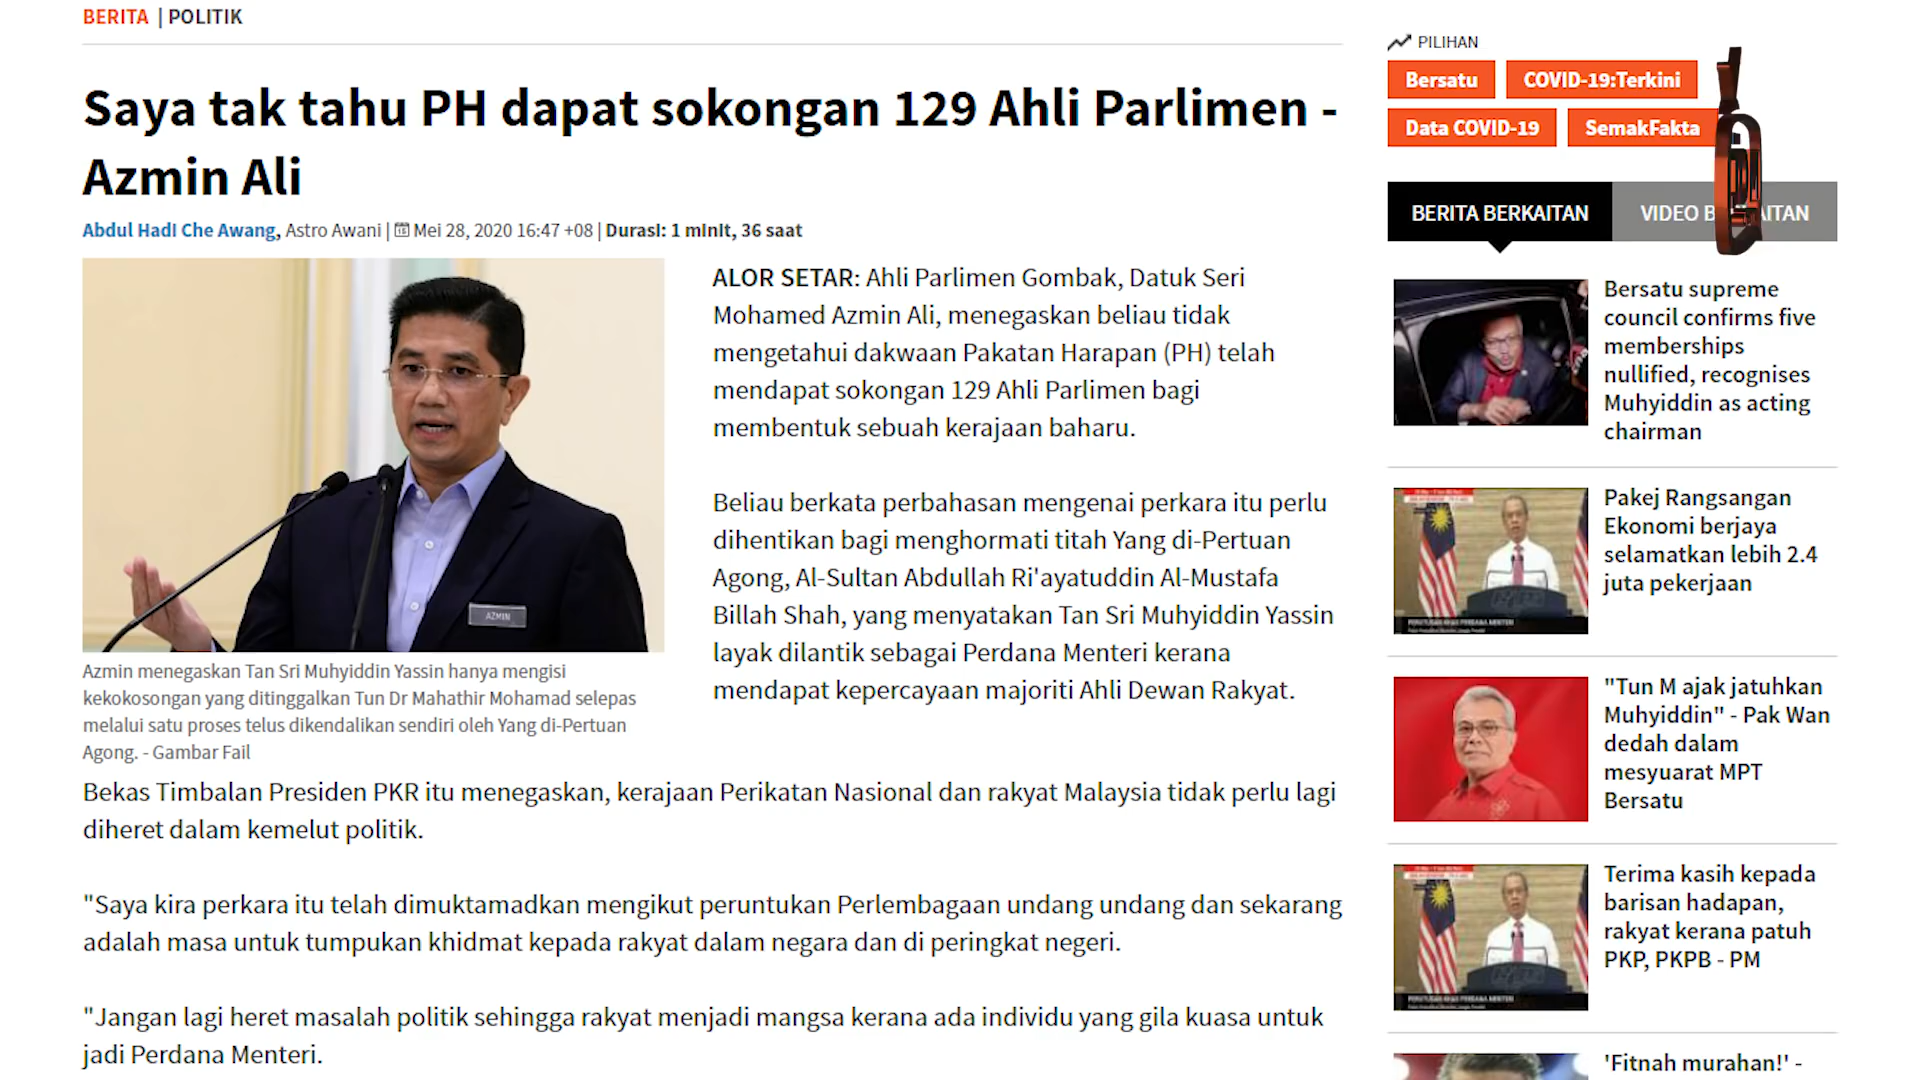 BERITA | POLITIK
Saya tak tahu PH dapat sokongan 129 Ahli Parlimen -
Azmin Ali
Abdul Hadi Che Awang, Astro Awani | Mei 28, 2020 16:47 +08 | Durasi: 1 minit, 36 saat
AZMIN
Azmin menegaskan Tan Sri Muhyiddin Yassin hanya mengisi
kekokosongan yang ditinggalkan Tun Dr Mahathir Mohamad selepas
melalui satu proses telus dikendalikan sendiri oleh Yang di-Pertuan
Agong. - Gambar Fail
ALOR SETAR: Ahli Parlimen Gombak, Datuk Seri
Mohamed Azmin Ali, menegaskan beliau tidak
mengetahui dakwaan Pakatan Harapan (PH) telah
mendapat sokongan 129 Ahli Parlimen bagi
membentuk sebuah kerajaan baharu.
Beliau berkata perbahasan mengenai perkara itu perlu
dihentikan bagi menghormati titah Yang di-Pertuan
Agong, Al-Sultan Abdullah Ri'ayatuddin Al-Mustafa
Billah Shah, yang menyatakan Tan Sri Muhyiddin Yassin
layak dilantik sebagai Perdana Menteri kerana
mendapat kepercayaan majoriti Ahli Dewan Rakyat.
Bekas Timbalan Presiden PKR itu menegaskan, kerajaan Perikatan Nasional dan rakyat Malaysia tidak perlu lagi
diheret dalam kemelut politik.
"Saya kira perkara itu telah dimuktamadkan mengikut peruntukan Perlembagaan undang undang dan sekarang
adalah masa untuk tumpukan khidmat kepada rakyat dalam negara dan di peringkat negeri.
"Jangan lagi heret masalah politik sehingga rakyat menjadi mangsa kerana ada individu yang gila kuasa untuk
jadi Perdana Menteri.
PILIHAN
Bersatu
COVID-19:Terkini
Data COVID-19
SemakFakta
BERITA BERKAITAN
VIDEO B AITAN
Bersatu supreme
council confirms five
memberships
nullified, recognises
Muhyiddin as acting
chairman
Pakej Rangsangan
Ekonomi berjaya
selamatkan lebih 2.4
juta pekerjaan
"Tun M ajak jatuhkan
Muhyiddin" - Pak Wan
dedah dalam
mesyuarat MPT
Bersatu
Terima kasih kepada
barisan hadapan,
rakyat kerana patuh
PKP, PKPB - PM
'Fitnah murahan!' -